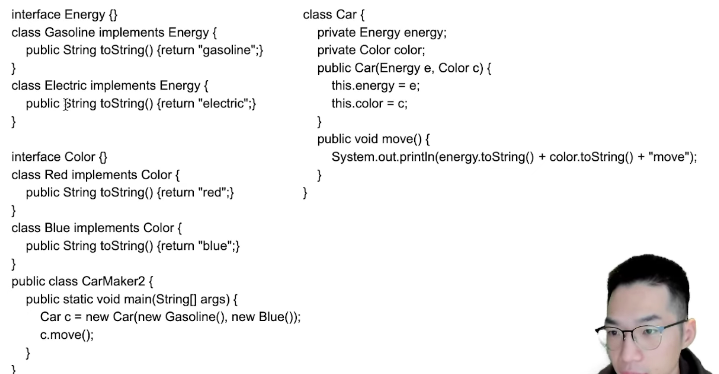 interface Energy {}
class Gasoline implements Energy {
public String toString() {return "gasoline";}
}
class Electric implements Energy {
public String toString() {return "electric";}
}
interface Color {}
class Red implements Color {
public String toString() {return "red";}
}
class Blue implements Color {
public String toString() {return "blue";}
}
public class CarMaker2 {
public static void main(String[] args) {
Car c = new Car(new Gasoline(), new Blue());
c.move();
}
}
class Car {
private Energy energy;
private Color color;
public Car(Energy e, Color c) {
this.energy = e;
this.color = c;
}
public void move() {
System.out.println(energy.toString() + color.toString() + "move");
}
}